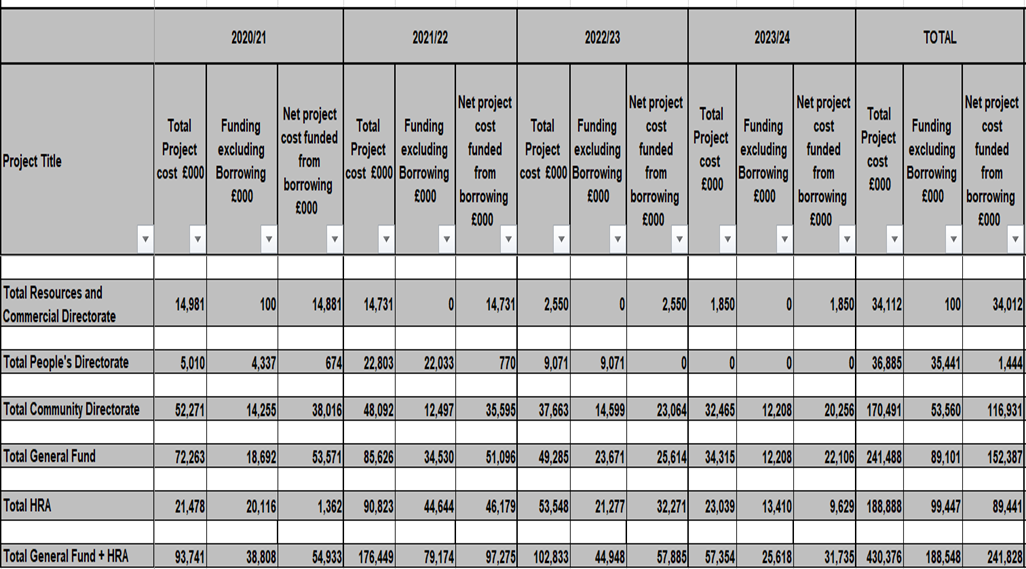 2020/21 2021/22 2022/23 2023/24 TOTAL
Project Title Total Project cost £000 Funding excluding Borrowing £000 Net project cost funded from borrowing £000 Total Project cost £000 Funding excluding Borrowing £000 Net project cost funded from borrowing £000 Total Project cost £000 Funding excluding Borrowing £000 Net project cost funded from borrowing £000 Total Project cost £000 Funding excluding Borrowing £000 Net project cost funded from borrowing £000 Total Project cost £000 Funding excluding Borrowing £000 Net project cost funded from borrowing £000
Total Resources and Commercial Directorate 14,981 100 14,881 14,731 0 14,731 2,550 0 2,550 1,850 0 1,850 34,112 100 34,012
Total People's Directorate 5,010 4,337 674 22,803 22,033 770 9,071 9,071 0 0 0 0 36,885 35,441 1,444
Total Community Directorate 52,271 14,255 38,016 48,092 12,497 35,595 37,663 14,599 23,064 32,465 12,208 20,256 170,491 53,560 116,931
Total General Fund 72,263 18,692 53,571 85,626 34,530 51,096 49,285 23,671 25,614 34,315 12,208 22,106 241,488 89,101 152,387
Total HRA 21,478 20,116 1,362 90,823 44,644 46,179 53,548 21,277 32,271 23,039 13,410 9,629 188,888 99,447 89,441
Total General Fund + HRA 93,741 38,808 54,933 176,449 79,174 97,275 102,833 44,948 57,885 57,354 25,618 31,735 430,376 188,548 241,828